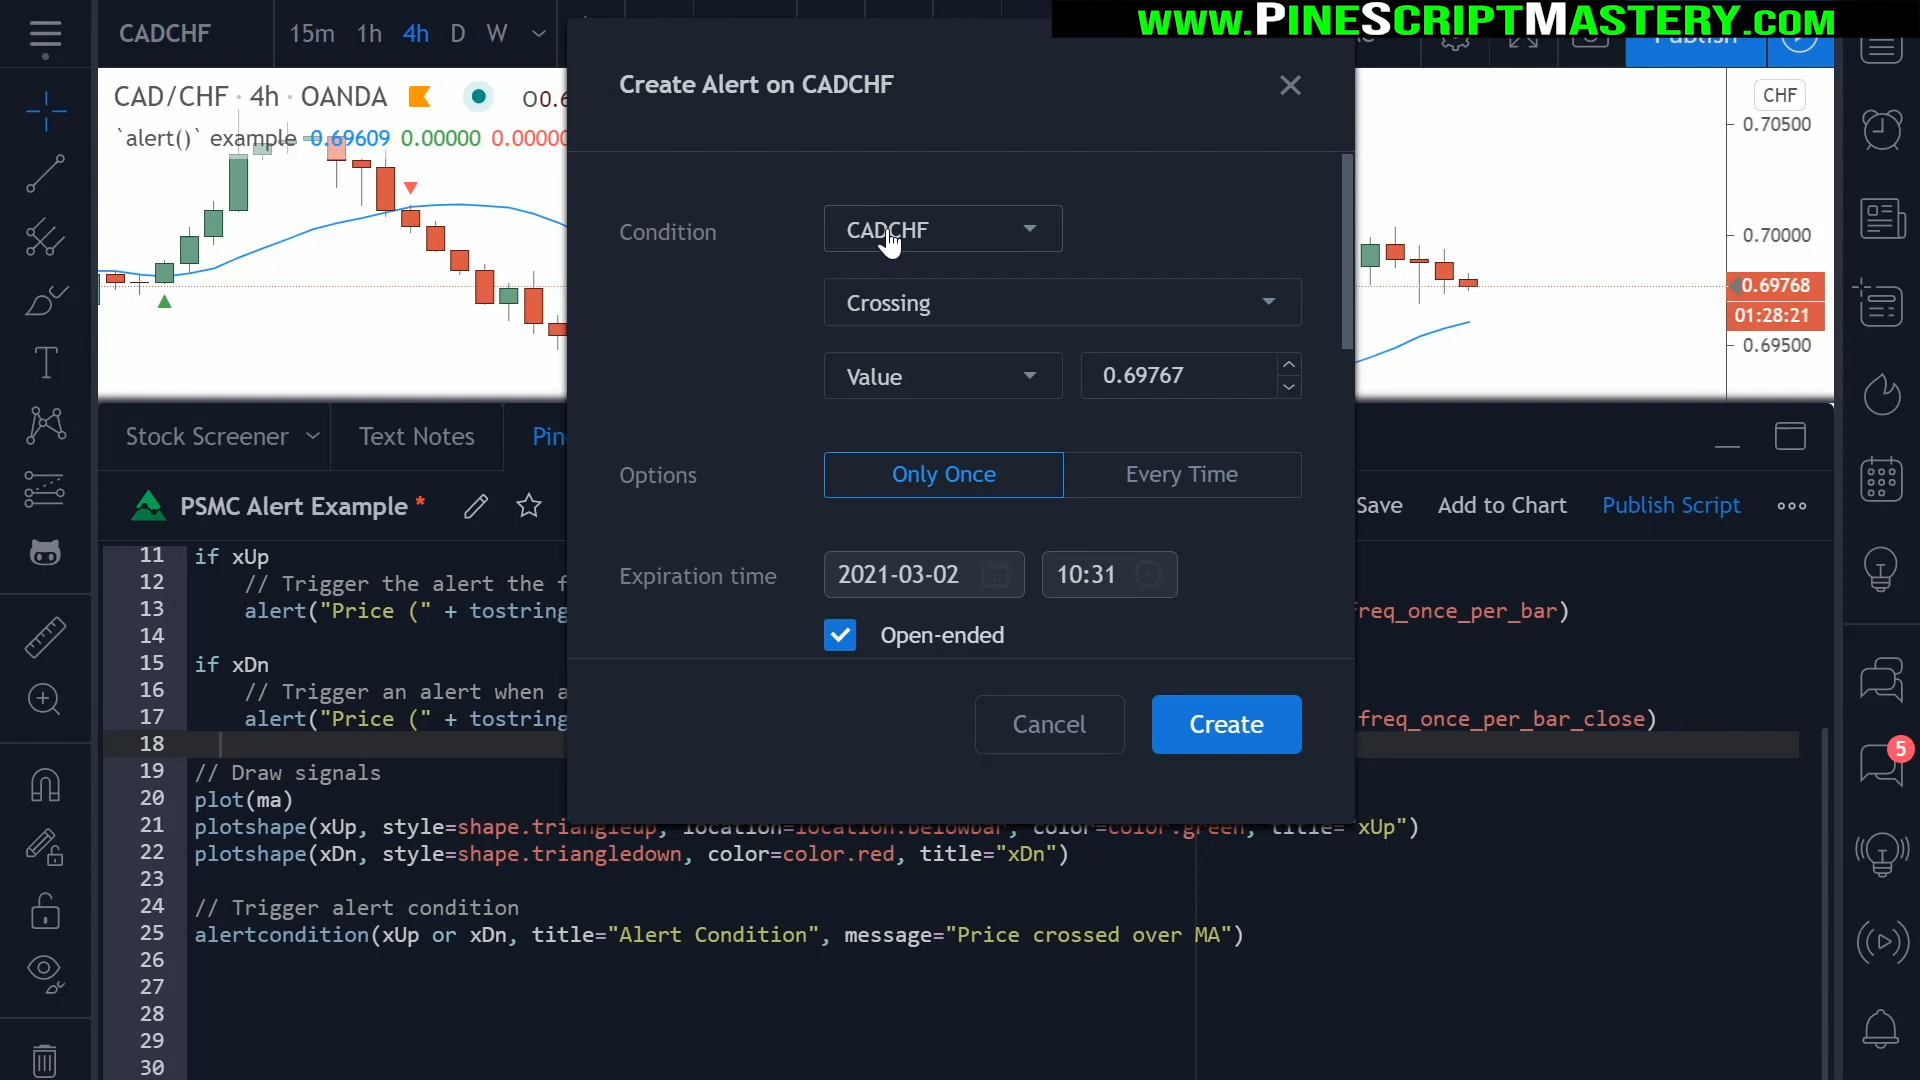 www.PineScriptMastery.com
CADCHF
15m 1h 4h D W
Publish
CAD/CHF · 4h · OANDA
`alert()` example 0.69609 0.00000 0.0000
CHF
0.70500
0.70000
0.69768
01:28:21
0.69500
Create Alert on CADCHF
Condition
CADCHF
Crossing
Value
0.69767
Options
Only Once
Every Time
Expiration time
2021-03-02
10:31
Open-ended
Cancel
Create
Stock Screener
Text Notes
Pin
PSMC Alert Example *
Save
Add to Chart
Publish Script
11 if xUp
12 // Trigger the alert the f
13 alert("Price (" + tostring freq_once_per_bar)
14
15 if xDn
16 // Trigger an alert when a
17 alert("Price (" + tostring freq_once_per_bar_close)
18
19 // Draw signals
20 plot(ma)
21 plotshape(xUp, style=shape.triangleup, location=location.belowbar, color=color.green, title="xUp")
22 plotshape(xDn, style=shape.triangledown, color=color.red, title="xDn")
23
24 // Trigger alert condition
25 alertcondition(xUp or xDn, title="Alert Condition", message="Price crossed over MA")
26
27
28
29
30
5